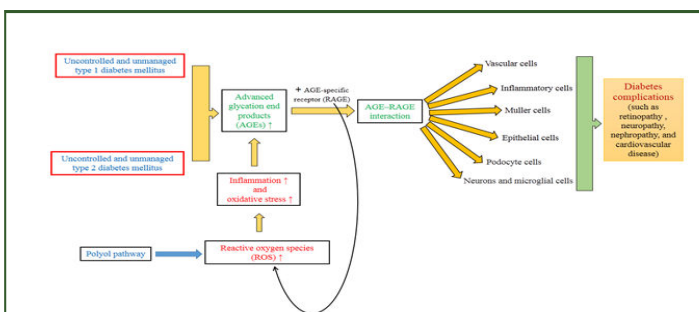 Uncontrolled and unmanaged
type 1 diabetes mellitus
Advanced
glycation end
products
(AGEs) ↑
+ AGE-specific
receptor (RAGE)
AGE–RAGE
interaction
Vascular cells
Inflammatory cells
Muller cells
Epithelial cells
Podocyte cells
Neurons and microglial cells
Diabetes
complications
(such as
retinopathy ,
neuropathy,
nephropathy, and
cardiovascular
disease)
Uncontrolled and unmanaged
type 2 diabetes mellitus
Inflammation ↑
and
oxidative stress ↑
Polyol pathway
Reactive oxygen species
(ROS) ↑